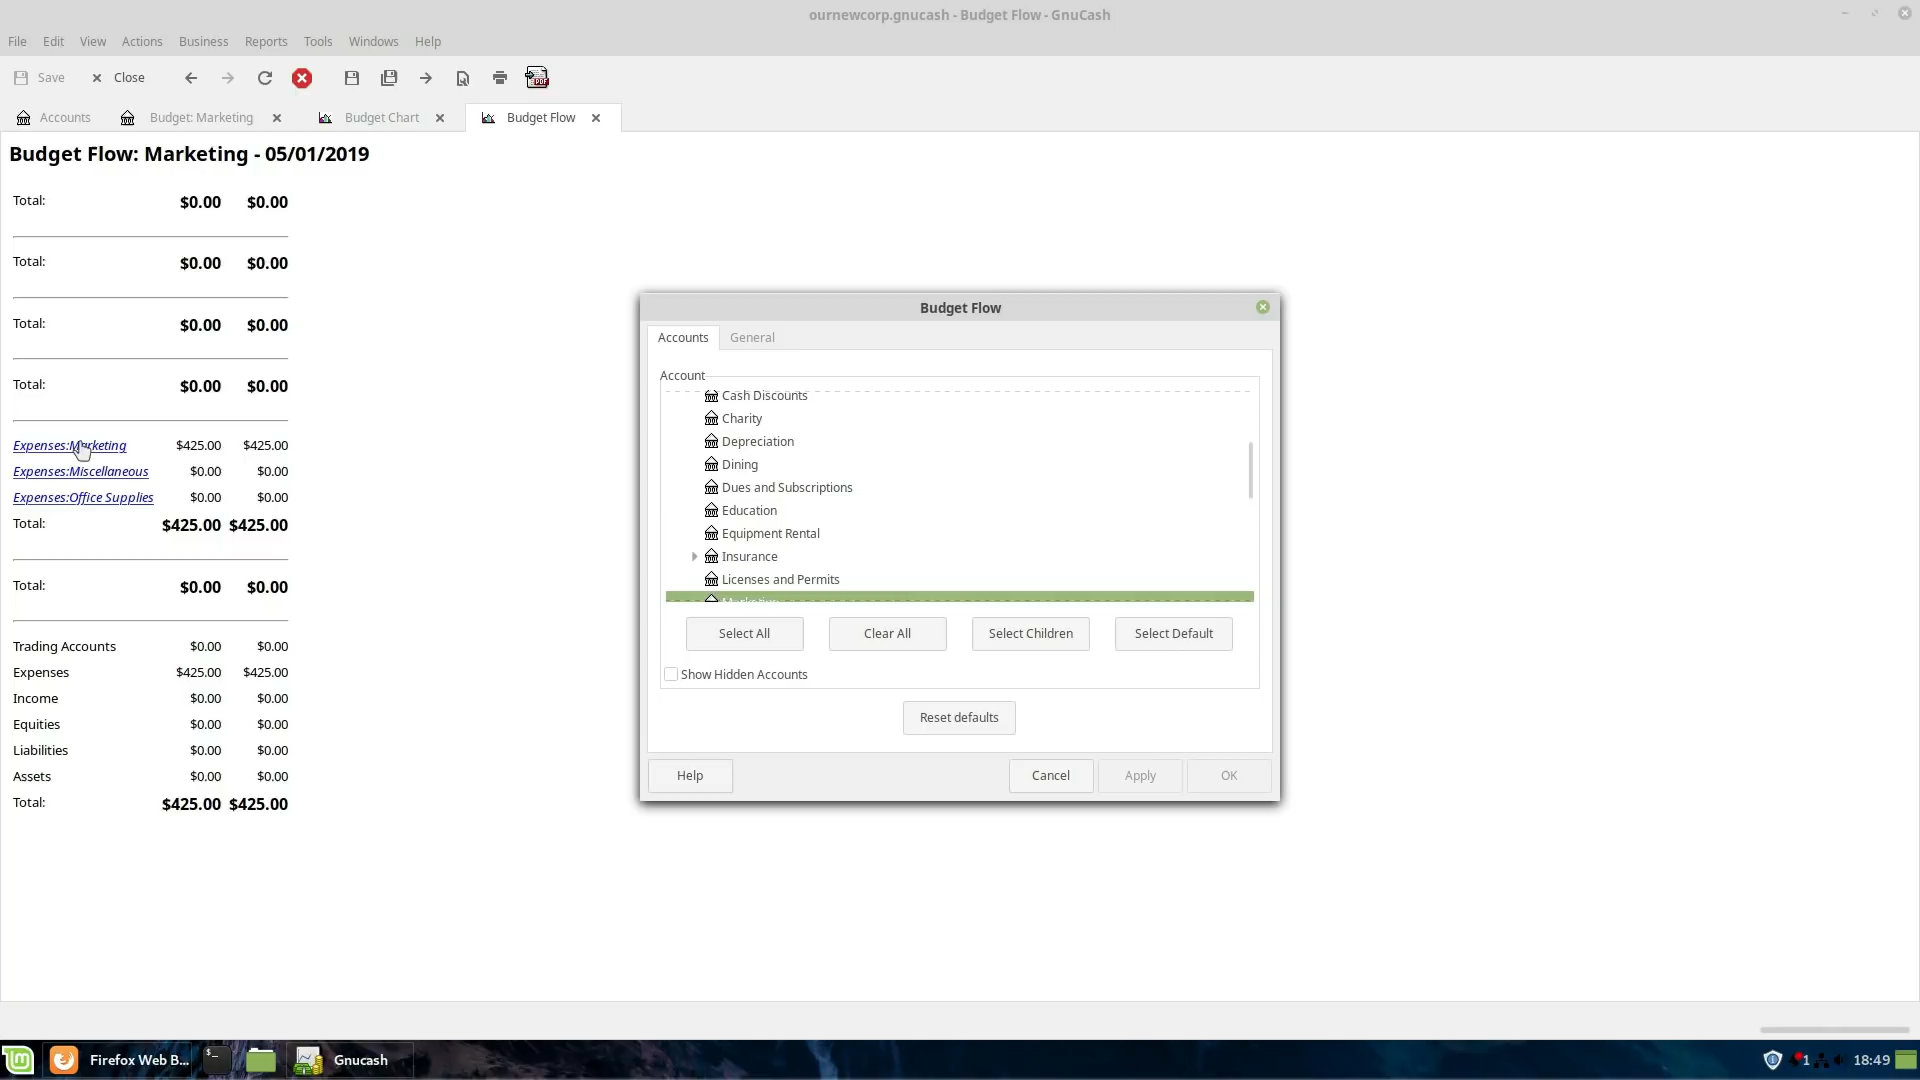 ournewcorp.gnucash - Budget Flow - GnuCash
File Edit View Actions Business Reports Tools Windows Help
Save Close
Accounts Budget: Marketing Budget Chart Budget Flow
Budget Flow: Marketing - 05/01/2019
Total: $0.00 $0.00
Total: $0.00 $0.00
Total: $0.00 $0.00
Total: $0.00 $0.00
Expenses:Marketing $425.00 $425.00
Expenses:Miscellaneous $0.00 $0.00
Expenses:Office Supplies $0.00 $0.00
Total: $425.00 $425.00
Total: $0.00 $0.00
Trading Accounts $0.00 $0.00
Expenses $425.00 $425.00
Income $0.00 $0.00
Equities $0.00 $0.00
Liabilities $0.00 $0.00
Assets $0.00 $0.00
Total: $425.00 $425.00
Budget Flow
Accounts General
Account
Cash Discounts
Charity
Depreciation
Dining
Dues and Subscriptions
Education
Equipment Rental
Insurance
Licenses and Permits
Marketing
Select All Clear All Select Children Select Default
Show Hidden Accounts
Reset defaults
Help Cancel Apply OK
Firefox Web B... Gnucash 1 18:49